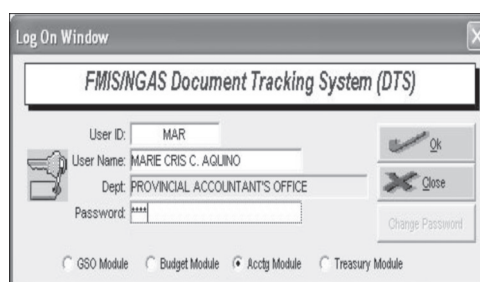 Log On Window
FMIS/NGAS Document Tracking System (DTS)
User ID: MAR
Ok
User Name: MARIE CRIS C. AQUINO
Dept: PROVINCIAL ACCOUNTANT'S OFFICE
Close
Password: ****
Change Password
GSO Module Budget Module Acctg Module Treasury Module